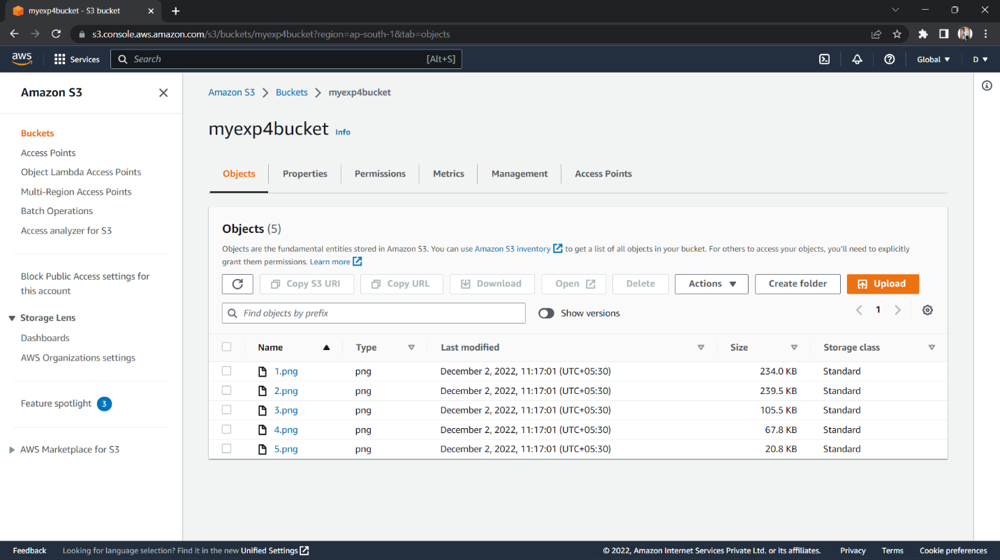 myexp4bucket - S3 bucket
s3.console.aws.amazon.com/s3/buckets/myexp4bucket?region=ap-south-1&tab=objects
aws Services Search [Alt+S] Global D
Amazon S3
Buckets
Access Points
Object Lambda Access Points
Multi-Region Access Points
Batch Operations
Access analyzer for S3
Block Public Access settings for
this account
Storage Lens
Dashboards
AWS Organizations settings
Feature spotlight 3
AWS Marketplace for S3
Amazon S3 Buckets myexp4bucket
myexp4bucket Info
Objects Properties Permissions Metrics Management Access Points
Objects (5)
Objects are the fundamental entities stored in Amazon S3. You can use Amazon S3 inventory to get a list of all objects in your bucket. For others to access your objects, you'll need to explicitly
grant them permissions. Learn more
Copy S3 URI Copy URL Download Open Delete Actions Create folder Upload
Find objects by prefix Show versions 1
Name Type Last modified Size Storage class
1.png png December 2, 2022, 11:17:01 (UTC+05:30) 234.0 KB Standard
2.png png December 2, 2022, 11:17:01 (UTC+05:30) 239.5 KB Standard
3.png png December 2, 2022, 11:17:01 (UTC+05:30) 105.5 KB Standard
4.png png December 2, 2022, 11:17:01 (UTC+05:30) 67.8 KB Standard
5.png png December 2, 2022, 11:17:01 (UTC+05:30) 20.8 KB Standard
Feedback Looking for language selection? Find it in the new Unified Settings © 2022, Amazon Internet Services Private Ltd. or its affiliates. Privacy Terms Cookie preferences